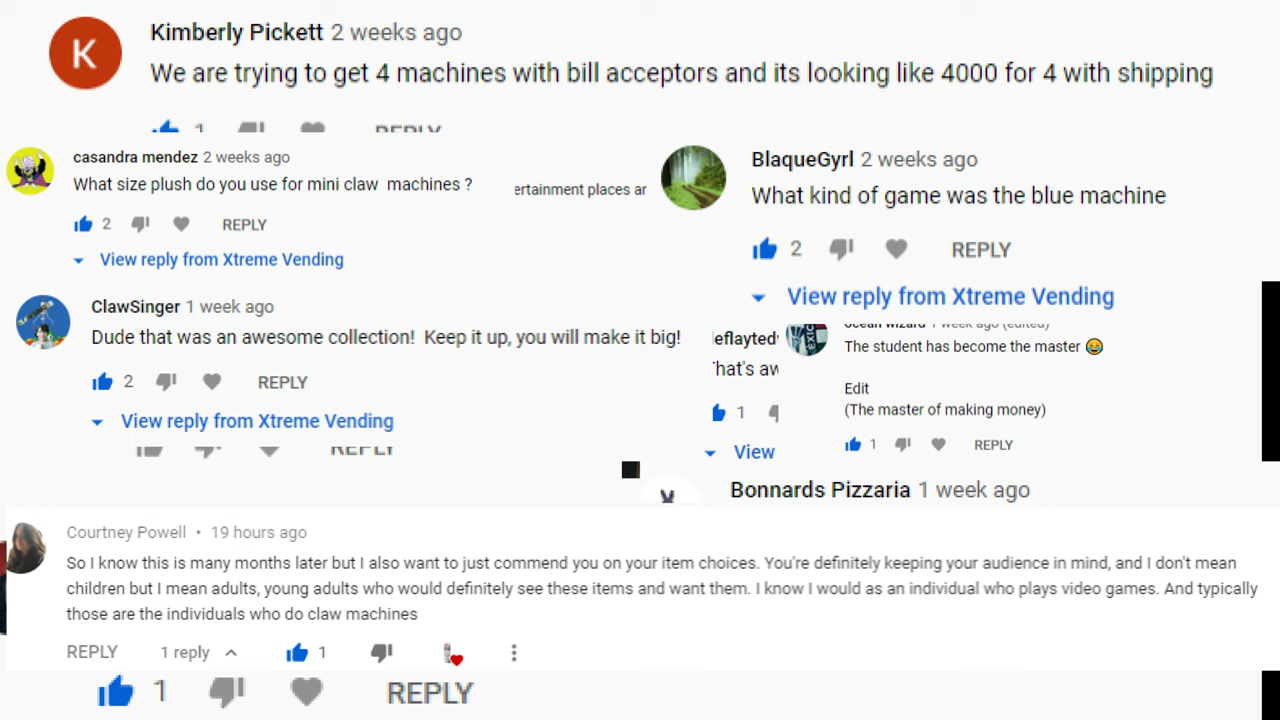 K
Kimberly Pickett 2 weeks ago
We are trying to get 4 machines with bill acceptors and its looking like 4000 for 4 with shipping
1 REPLY
casandra mendez 2 weeks ago
What size plush do you use for mini claw machines ?
2 REPLY
View reply from Xtreme Vending
ertainment places ar
BlaqueGyrl 2 weeks ago
What kind of game was the blue machine
2 REPLY
View reply from Xtreme Vending
ClawSinger 1 week ago
Dude that was an awesome collection! Keep it up, you will make it big!
2 REPLY
View reply from Xtreme Vending
REPLY
eflayted
hat's aw
1
View
ocean wizard 1 week ago (edited)
The student has become the master 😂
Edit
(The master of making money)
1 REPLY
Bonnards Pizzaria 1 week ago
Courtney Powell • 19 hours ago
So I know this is many months later but I also want to just commend you on your item choices. You're definitely keeping your audience in mind, and I don't mean
children but I mean adults, young adults who would definitely see these items and want them. I know I would as an individual who plays video games. And typically
those are the individuals who do claw machines
REPLY 1 reply 1
1 REPLY